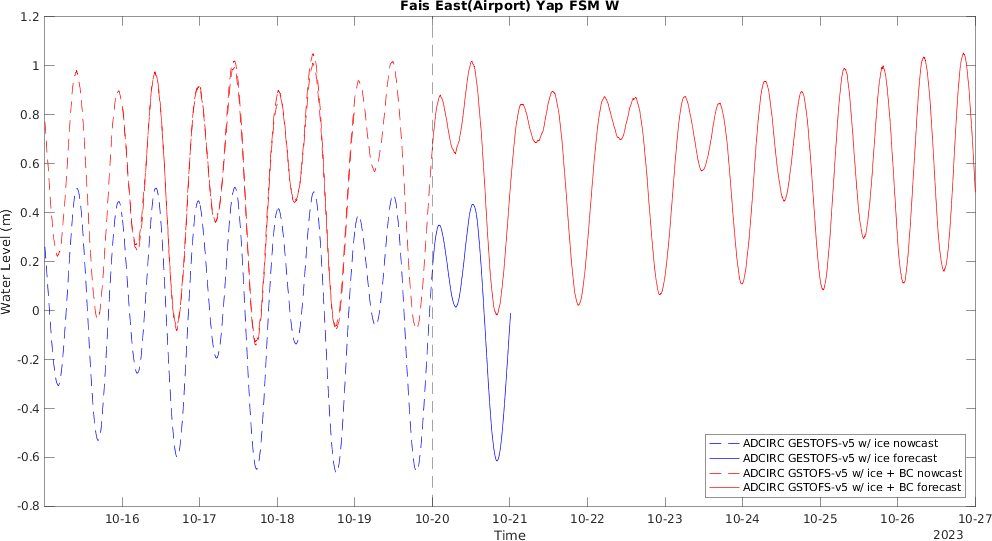 Fais East(Airport) Yap FSM W
1.2
1
0.8
0.6
0.4
0.2
0
-0.2
-0.4
-0.6
-0.8
Water Level (m)
ADCIRC GESTOFS-v5 w/ ice nowcast
ADCIRC GESTOFS-v5 w/ ice forecast
ADCIRC GSTOFS-v5 w/ ice + BC nowcast
ADCIRC GSTOFS-v5 w/ ice + BC forecast
10-16 10-17 10-18 10-19 10-20 10-21 10-22 10-23 10-24 10-25 10-26 10-27
Time
2023